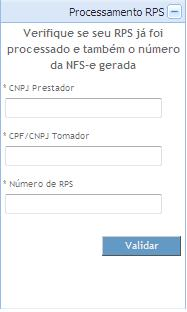 Processamento RPS
Verifique se seu RPS já foi
processado e também o número
da NFS-e gerada
* CNPJ Prestador
* CPF/CNPJ Tomador
* Número de RPS
Validar